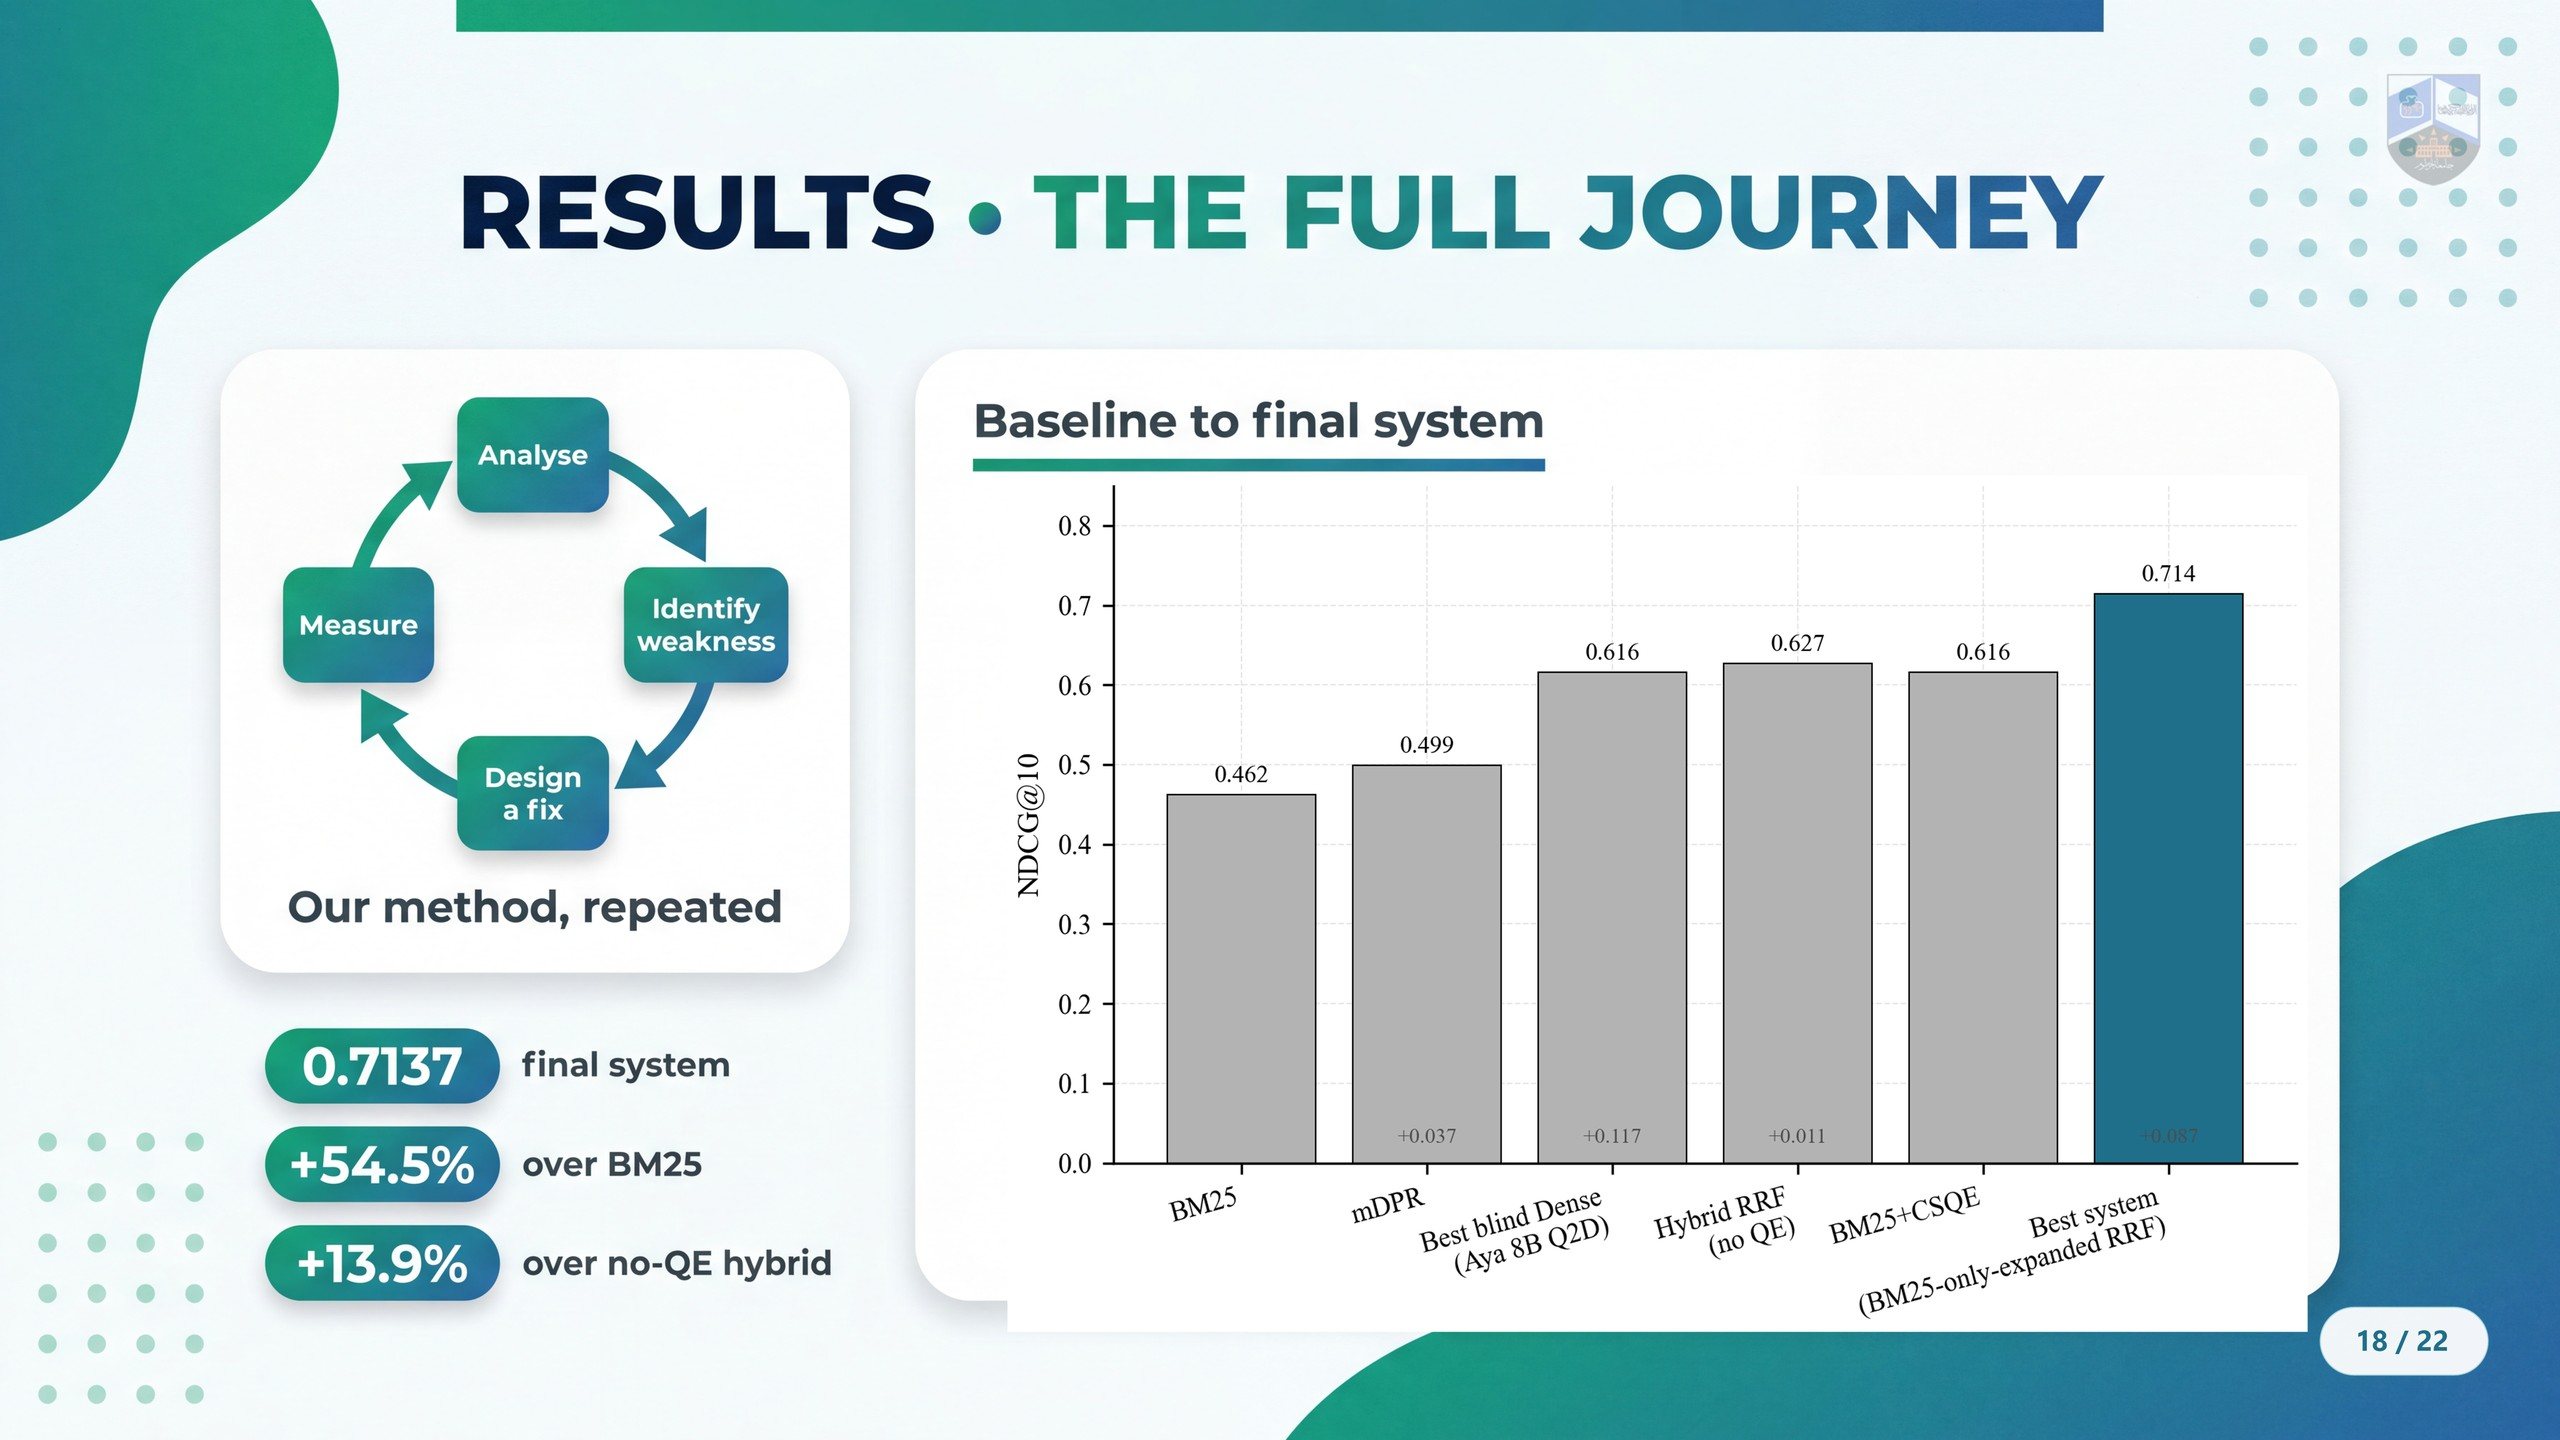 RESULTS • THE FULL JOURNEY
Analyse
Identify
weakness
Design
a fix
Measure
Our method, repeated
0.7137 final system
+54.5% over BM25
+13.9% over no-QE hybrid
Baseline to final system
NDCG@10
0.8
0.7
0.6
0.5
0.4
0.3
0.2
0.1
0.0
0.462
0.499
0.616
0.627
0.616
0.714
+0.037
+0.117
+0.011
+0.087
BM25
mDPR
Best blind Dense
(Aya 8B Q2D)
Hybrid RRF
(no QE)
BM25+CSQE
Best system
(BM25-only-expanded RRF)
18 / 22